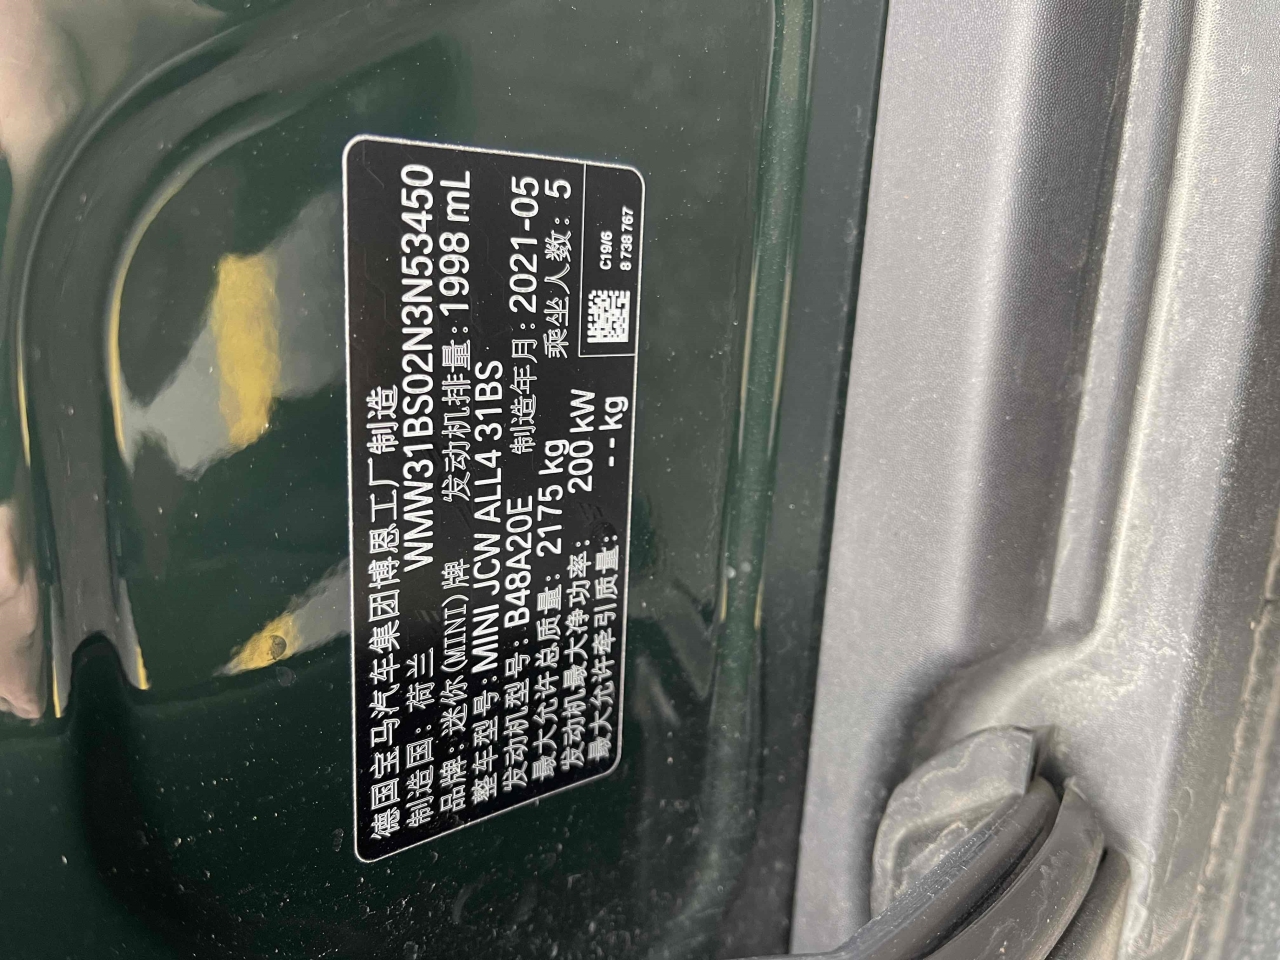 德国宝马汽车集团博恩工厂制造
制造国：荷兰 WMW31BS02N3N53450
品牌：迷你(MINI)牌 发动机排量：1998 mL
整车型号：MINI JCW ALL4 31BS
发动机型号：B48A20E 制造年月：2021-05
最大允许总质量：2175 kg 乘坐人数：5
发动机最大净功率：200 kW
最大允许牵引质量：-- kg
C19/6
8 738 767